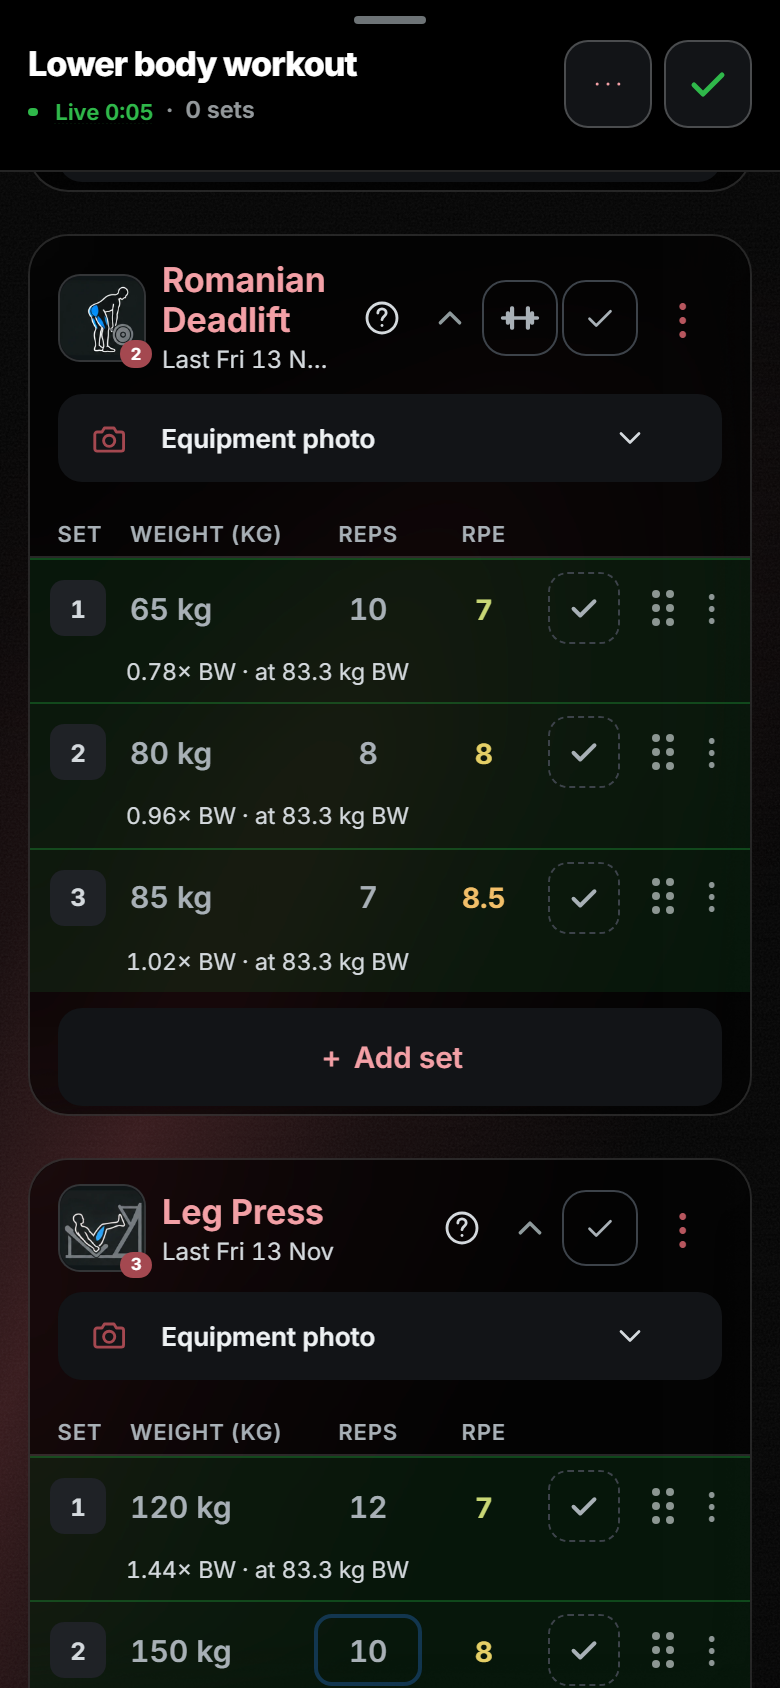 Lower body workout
Live 0:05 · 0 sets
Romanian
Deadlift
Last Fri 13 N...
2
Equipment photo
SET WEIGHT (KG) REPS RPE
1 65 kg 10 7
0.78× BW · at 83.3 kg BW
2 80 kg 8 8
0.96× BW · at 83.3 kg BW
3 85 kg 7 8.5
1.02× BW · at 83.3 kg BW
+ Add set
Leg Press
Last Fri 13 Nov
3
Equipment photo
SET WEIGHT (KG) REPS RPE
1 120 kg 12 7
1.44× BW · at 83.3 kg BW
2 150 kg 10 8